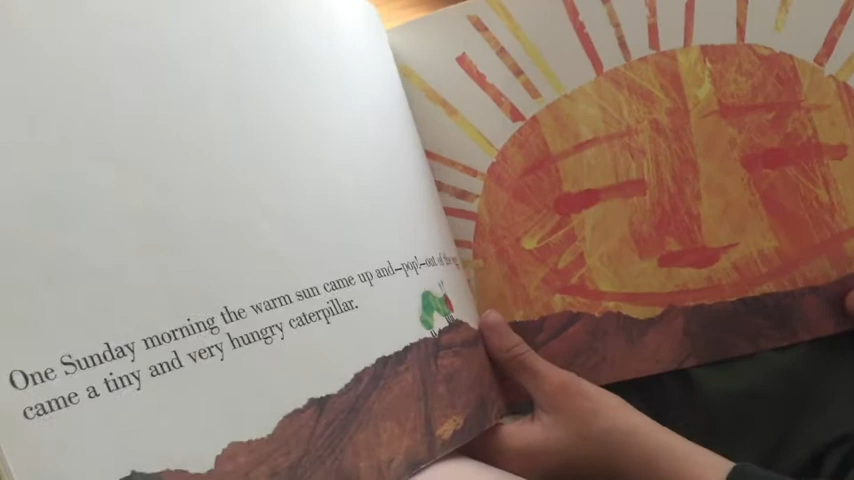 One Sunday morning the warm sun came up and—pop!—out of the egg
came a tiny and very hungry caterpillar.